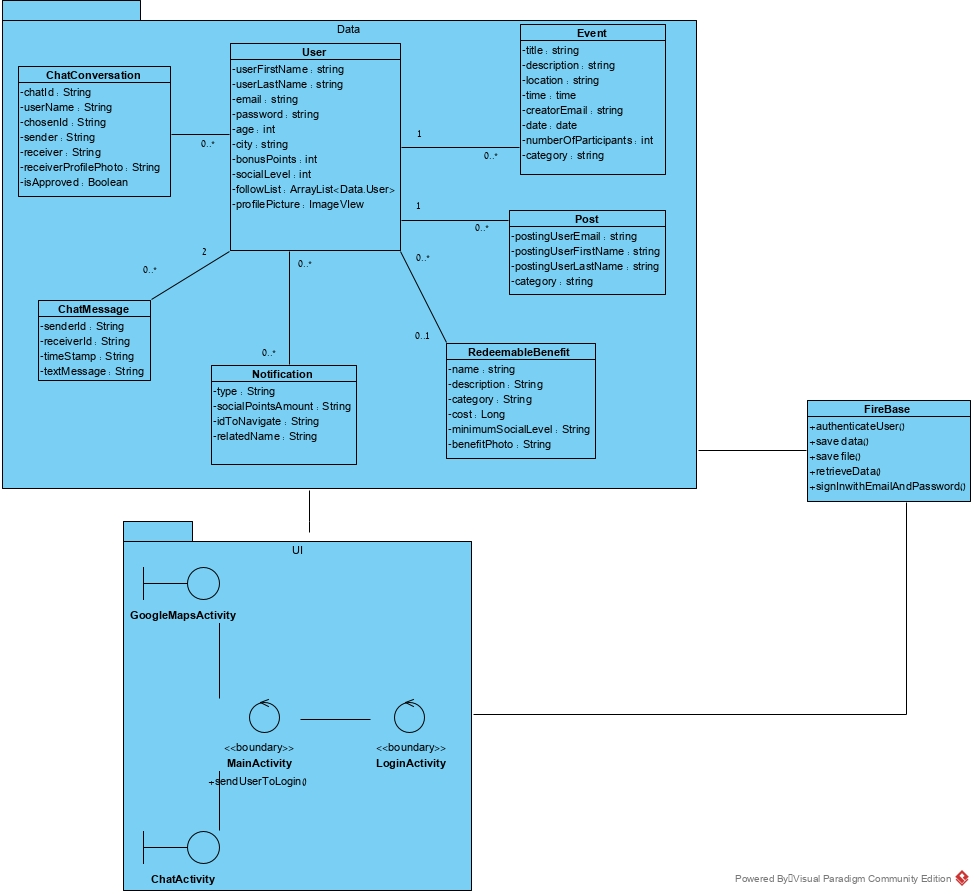 Data
User
-userFirstName : string
-userLastName : string
-email : string
-password : string
-age : int
-city : string
-bonusPoints : int
-socialLevel : int
-followList : ArrayList<Data.User>
-profilePicture : ImageVIew
ChatConversation
-chatId : String
-userName : String
-chosenId : String
-sender : String
-receiver : String
-receiverProfilePhoto : String
-isApproved : Boolean
0..*
Event
-title : string
-description : string
-location : string
-time : time
-creatorEmail : string
-date : date
-numberOfParticipants : int
-category : string
1
0..*
1
0..*
Post
-postingUserEmail : string
-postingUserFirstName : string
-postingUserLastName : string
-category : string
2
0..*
ChatMessage
-senderId : String
-receiverId : String
-timeStamp : String
-textMessage : String
0..*
0..*
Notification
-type : String
-socialPointsAmount : String
-idToNavigate : String
-relatedName : String
0..*
0..1
RedeemableBenefit
-name : string
-description : String
-category : String
-cost : Long
-minimumSocialLevel : String
-benefitPhoto : String
FireBase
+authenticateUser()
+save data()
+save file()
+retrieveData()
+signInwithEmailAndPassword()
UI
GoogleMapsActivity
<<boundary>>
MainActivity
+sendUserToLogin()
<<boundary>>
LoginActivity
ChatActivity
Powered By Visual Paradigm Community Edition